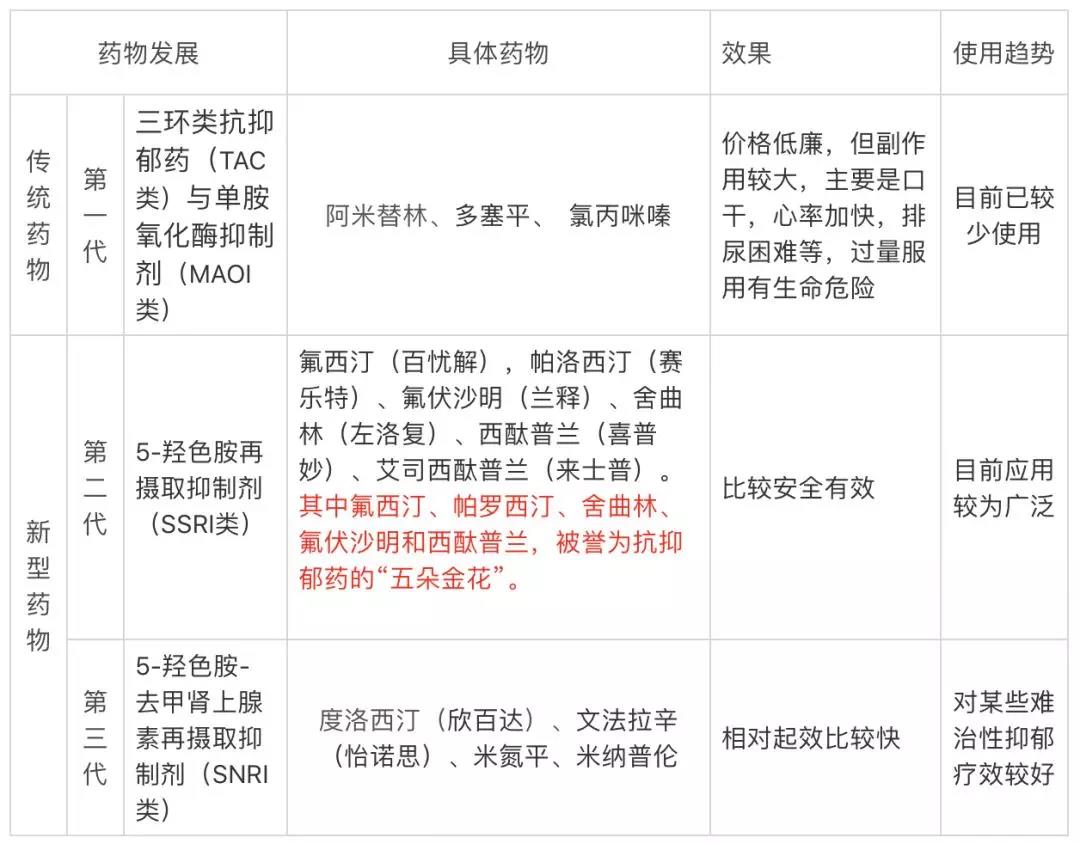 药物发展
具体药物
效果
使用趋势
传
统
药
物
第
一
代
三环类抗抑
郁药（TAC
类）与单胺
氧化酶抑制
剂（MAOI
类）
阿米替林、多塞平、 氯丙咪嗪
价格低廉，但副作
用较大，主要是口
干，心率加快，排
尿困难等，过量服
用有生命危险
目前已较
少使用
新
型
药
物
第
二
代
5-羟色胺再
摄取抑制剂
（SSRI类）
氟西汀（百忧解），帕洛西汀（赛
乐特）、氟伏沙明（兰释）、舍曲
林（左洛复）、西酞普兰（喜普
妙）、艾司西酞普兰（来士普）。
其中氟西汀、帕罗西汀、舍曲林、
氟伏沙明和西酞普兰，被誉为抗抑
郁药的“五朵金花”。
比较安全有效
目前应用
较为广泛
第
三
代
5-羟色胺-
去甲肾上腺
素再摄取抑
制剂（SNRI
类）
度洛西汀（欣百达）、文法拉辛
（怡诺思）、米氮平、米纳普伦
相对起效比较快
对某些难
治性抑郁
疗效较好